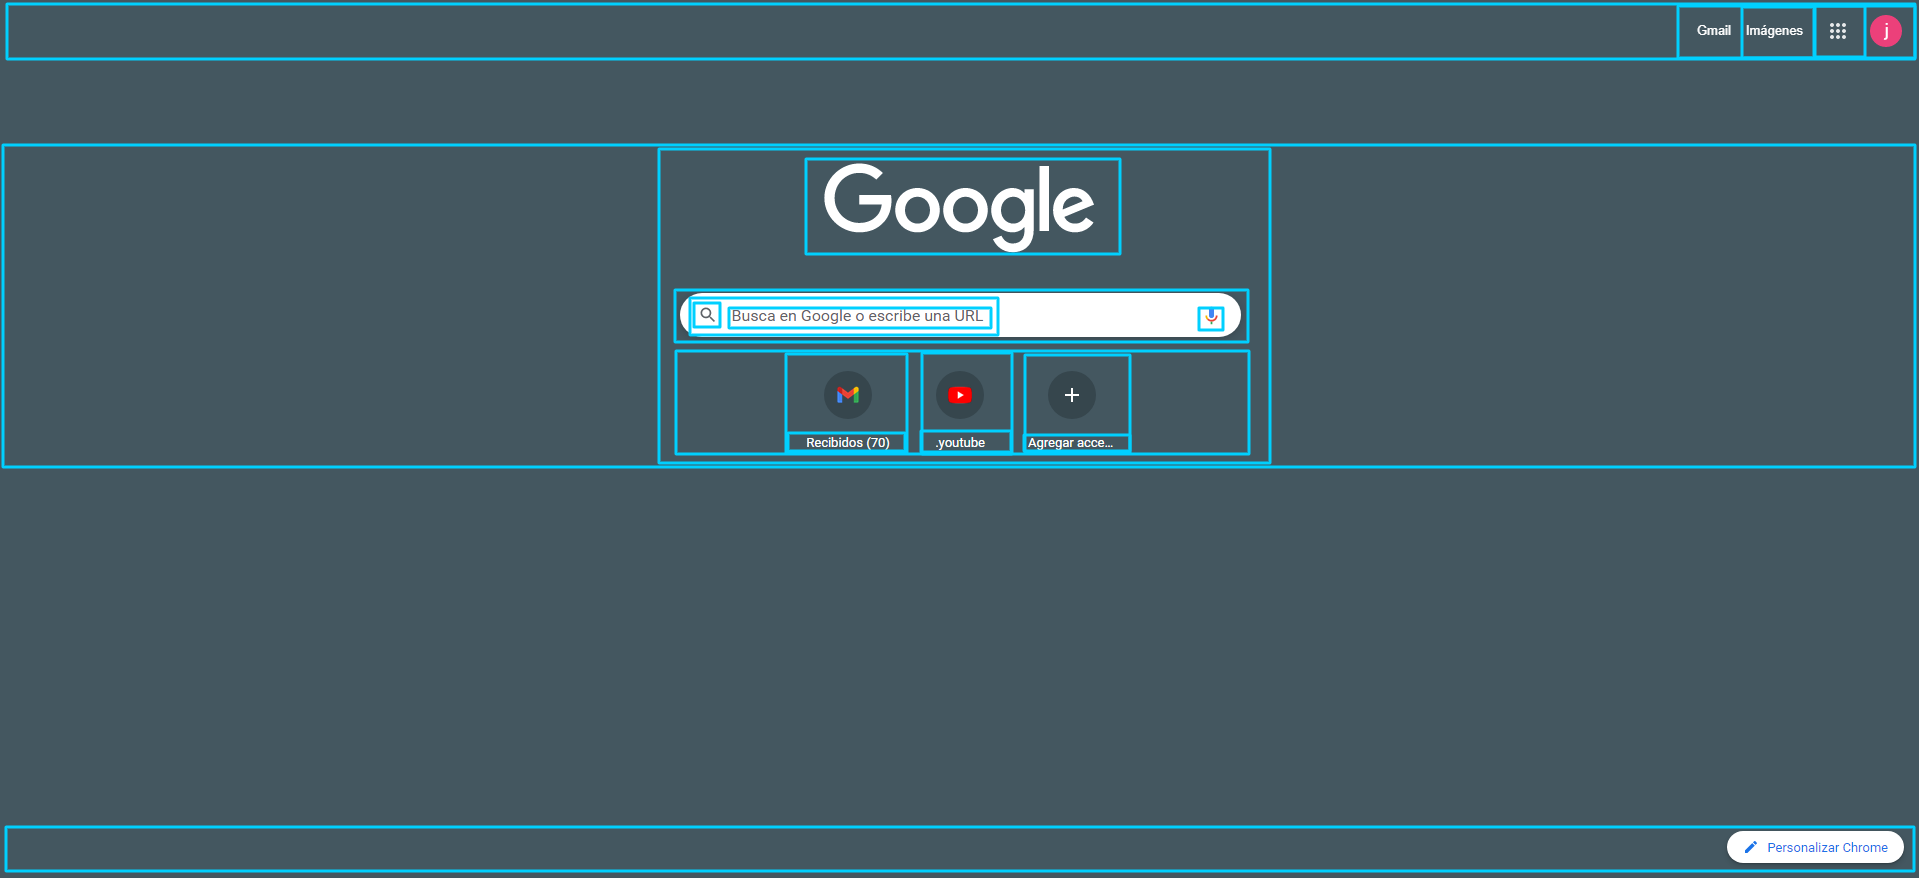 Gmail Imágenes j
Google
Busca en Google o escribe una URL
Recibidos (70) .youtube Agregar acce...
Personalizar Chrome